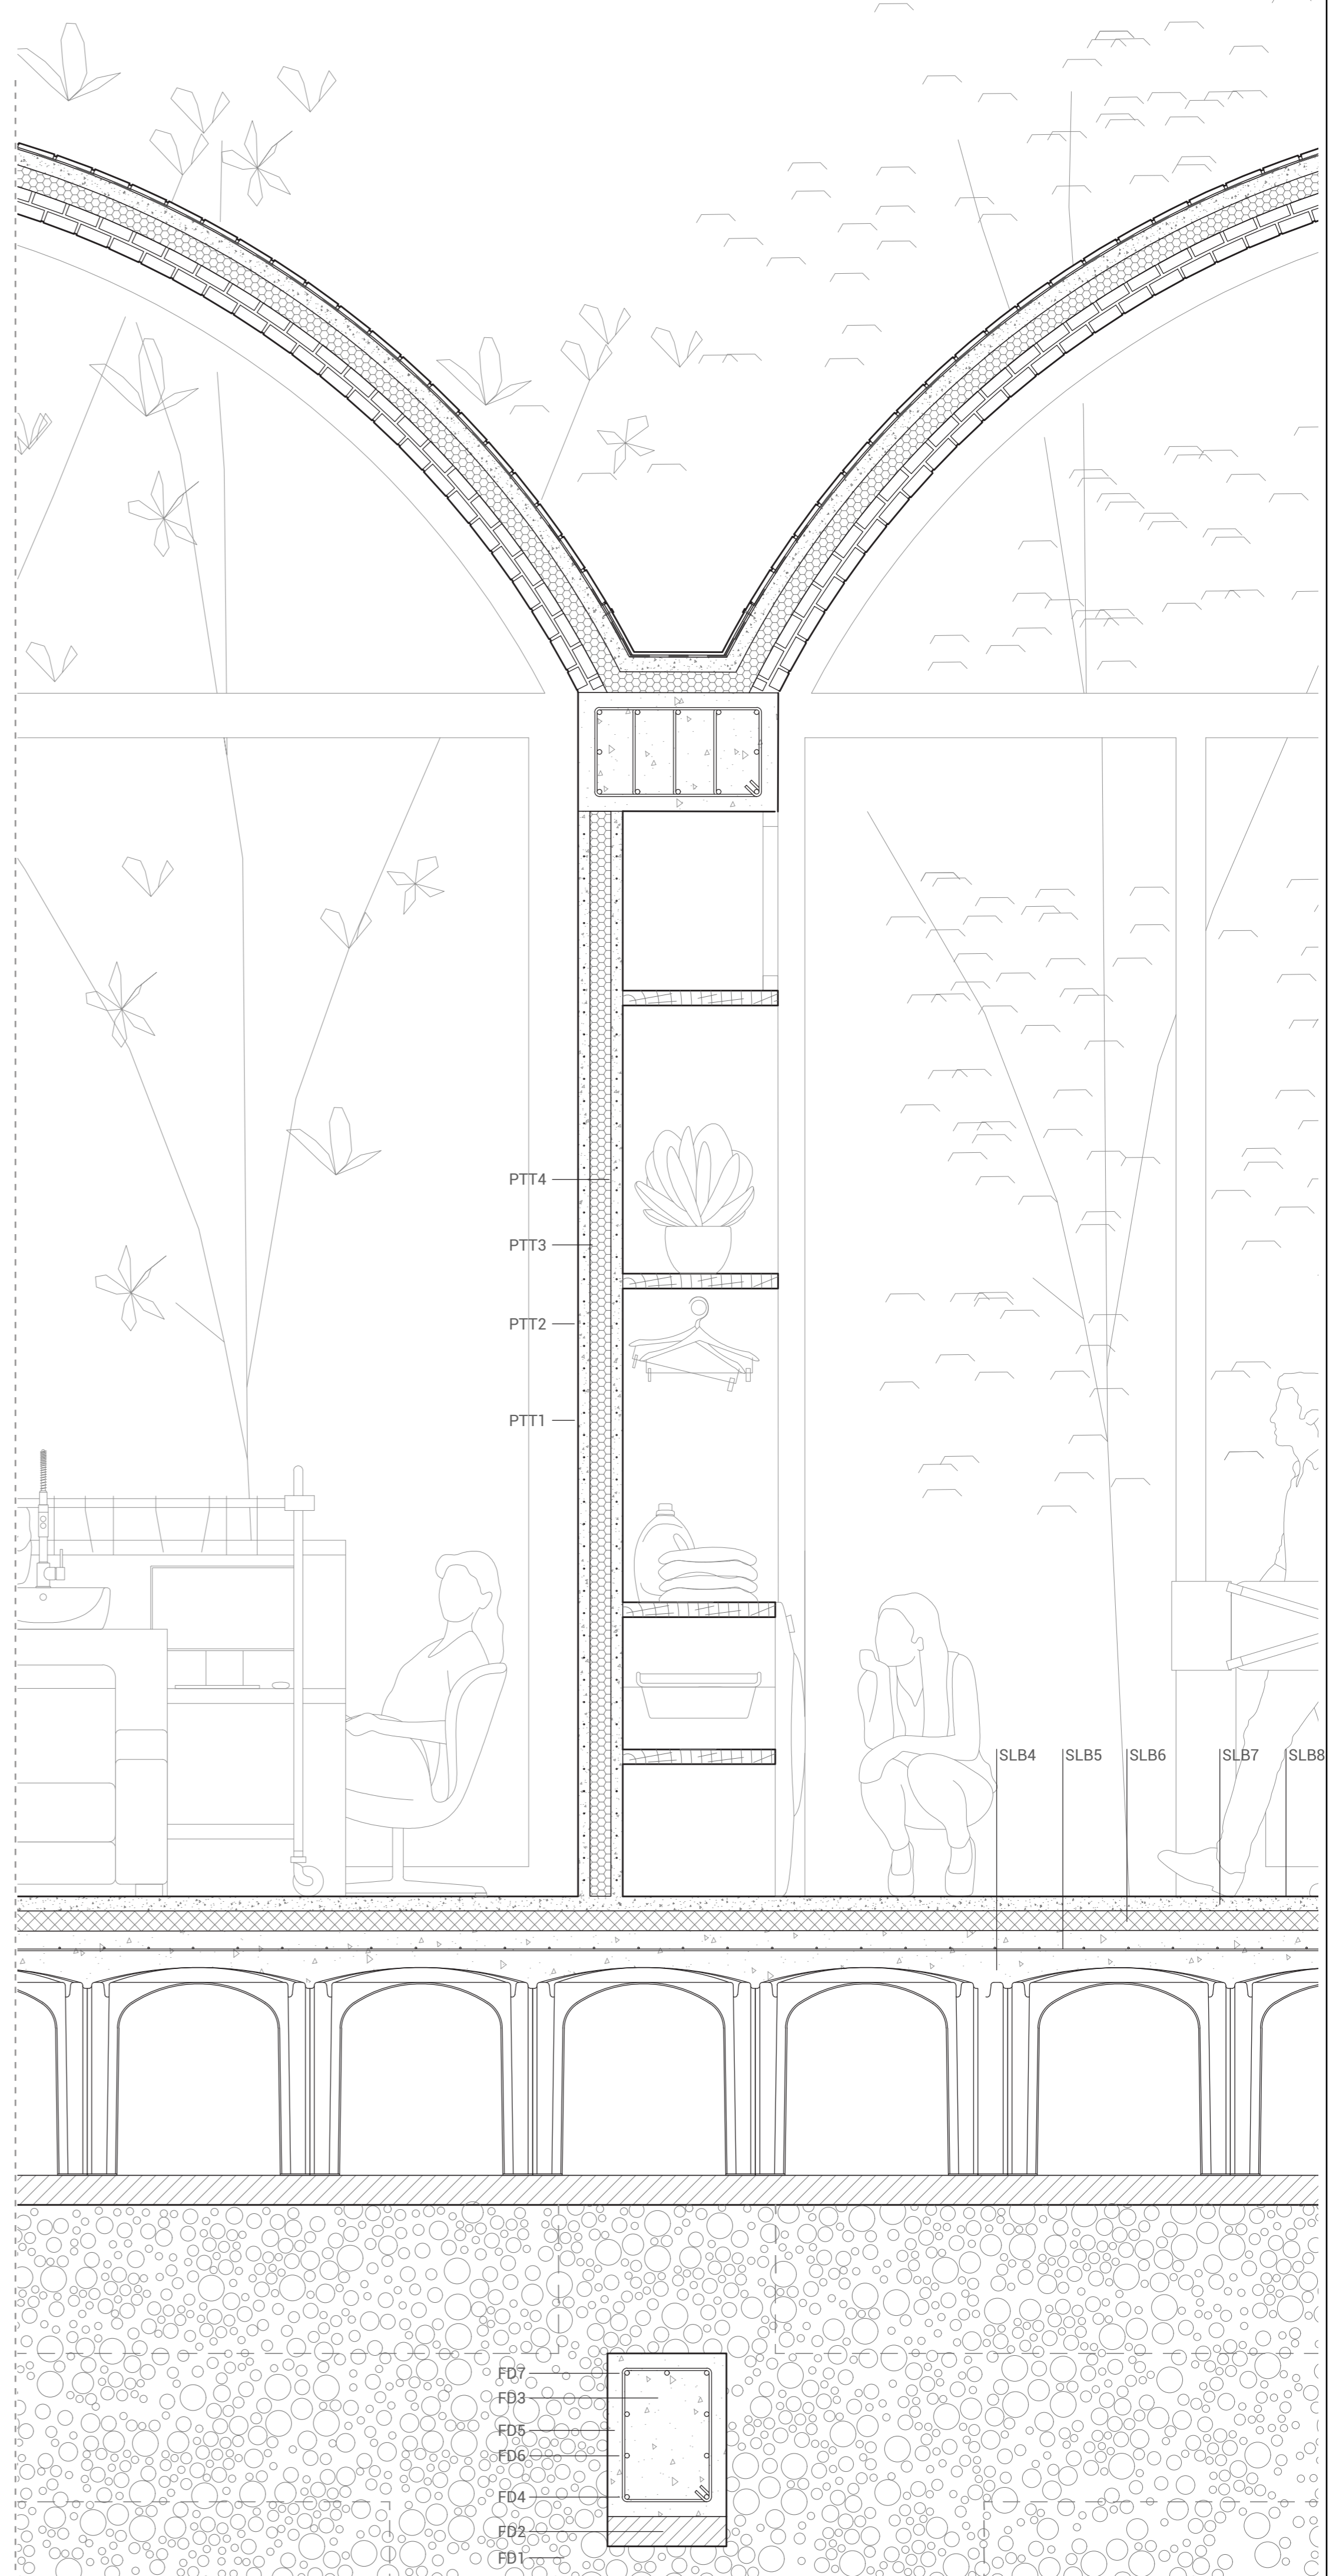 PTT4
PTT3
PTT2
PTT1
SLB4 SLB5 SLB6 SLB7 SLB8
FD7
FD3
FD5
FD6
FD4
FD2
FD1